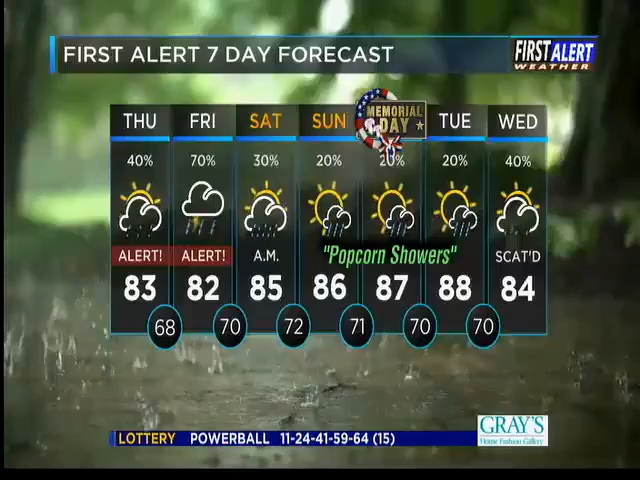 FIRST ALERT 7 DAY FORECAST
FIRST ALERT
WEATHER
THU FRI SAT SUN MEMORIAL DAY TUE WED
40% 70% 30% 20% 20% 20% 40%
ALERT! ALERT! A.M. "Popcorn Showers" SCAT'D
83 82 85 86 87 88 84
68 70 72 71 70 70
LOTTERY POWERBALL 11-24-41-59-64 (15)
GRAY'S
Home Fashion Gallery